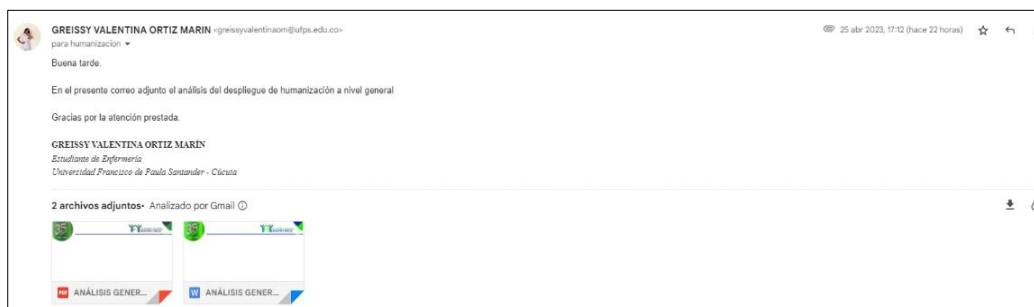 GREISSY VALENTINA ORTIZ MARIN <greissyvalentinaom@ufps.edu.co>
25 abr 2023, 17:12 (hace 22 horas)
para humanizacion
Buena tarde.
En el presente correo adjunto el análisis del despliegue de humanización a nivel general
Gracias por la atención prestada.
GREISSY VALENTINA ORTIZ MARÍN
Estudiante de Enfermería
Universidad Francisco de Paula Santander - Cúcuta
2 archivos adjuntos• Analizado por Gmail
35
35
PDF ANÁLISIS GENER...
W ANÁLISIS GENER...